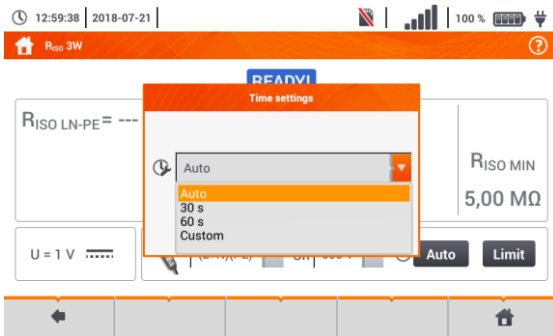 12:59:38 2018-07-21 100 %
RISO 3W ?
READY!
Time settings
RISO LN-PE= ---
Auto
Auto
30 s
60 s
Custom
RISO MIN
5,00 MΩ
U = 1 V
Auto Limit